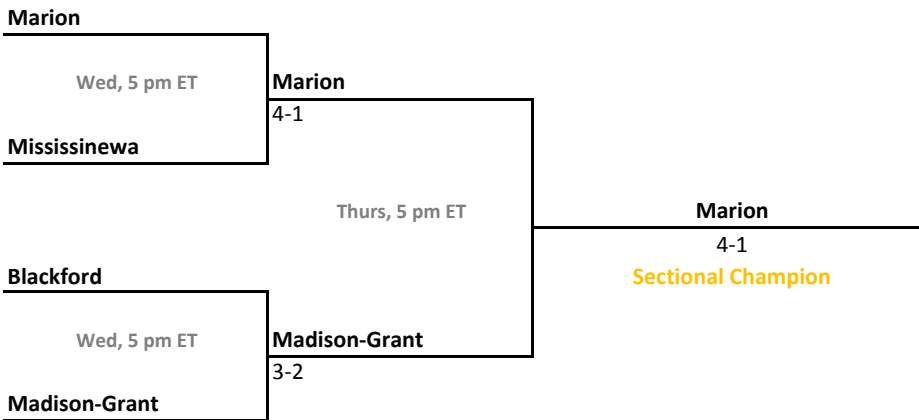 Marion
Wed, 5 pm ET
Marion
4-1
Mississinewa
Thurs, 5 pm ET
Marion
4-1
Blackford
Sectional Champion
Wed, 5 pm ET
Madison-Grant
3-2
Madison-Grant